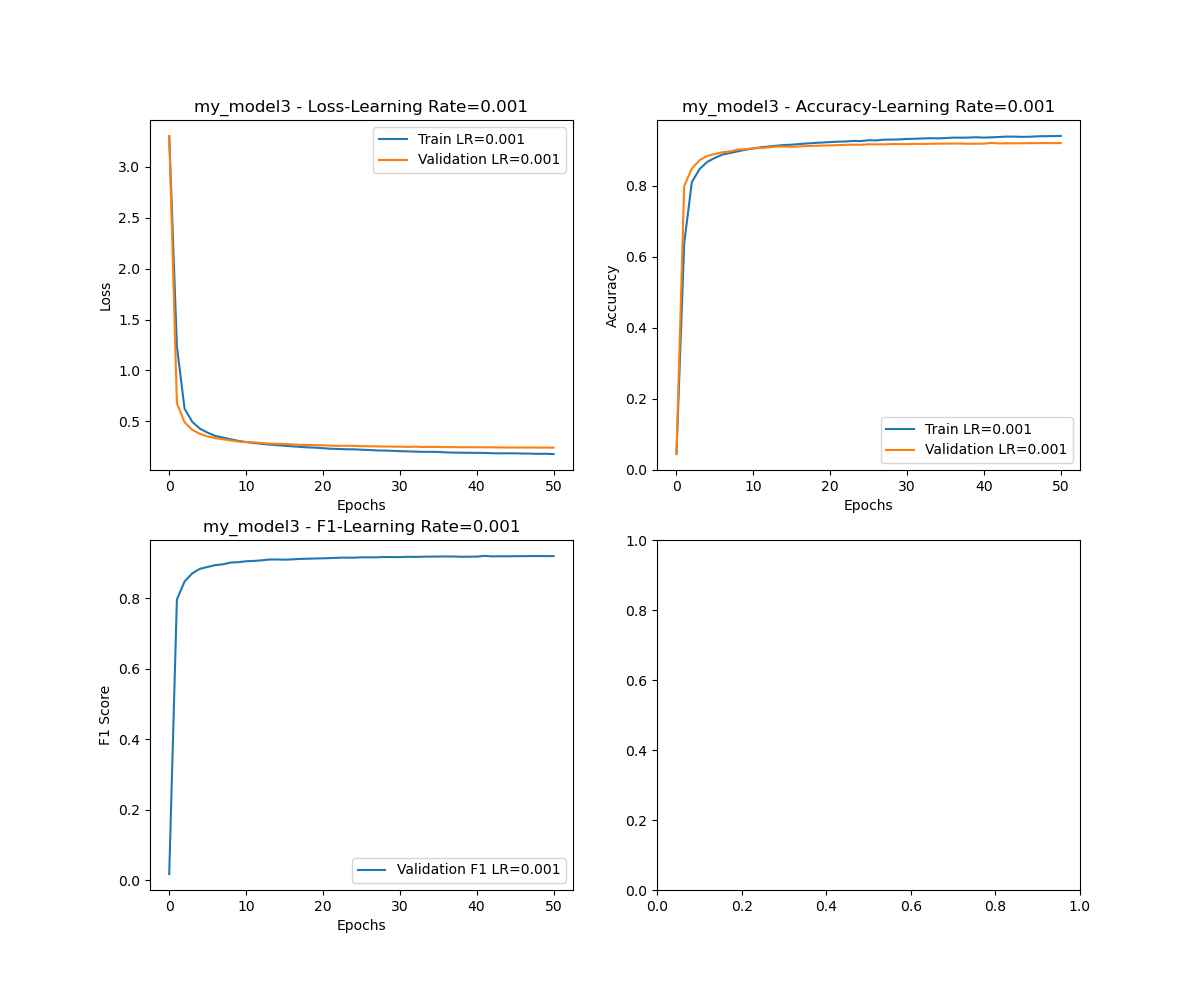 my_model3 - Loss-Learning Rate=0.001
Train LR=0.001
Validation LR=0.001
3.0
2.5
2.0
1.5
1.0
0.5
Loss
0 10 20 30 40 50
Epochs
my_model3 - Accuracy-Learning Rate=0.001
0.8
0.6
0.4
0.2
0.0
Accuracy
Train LR=0.001
Validation LR=0.001
0 10 20 30 40 50
Epochs
my_model3 - F1-Learning Rate=0.001
0.8
0.6
0.4
0.2
0.0
F1 Score
Validation F1 LR=0.001
0 10 20 30 40 50
Epochs
1.0
0.8
0.6
0.4
0.2
0.0
0.0 0.2 0.4 0.6 0.8 1.0